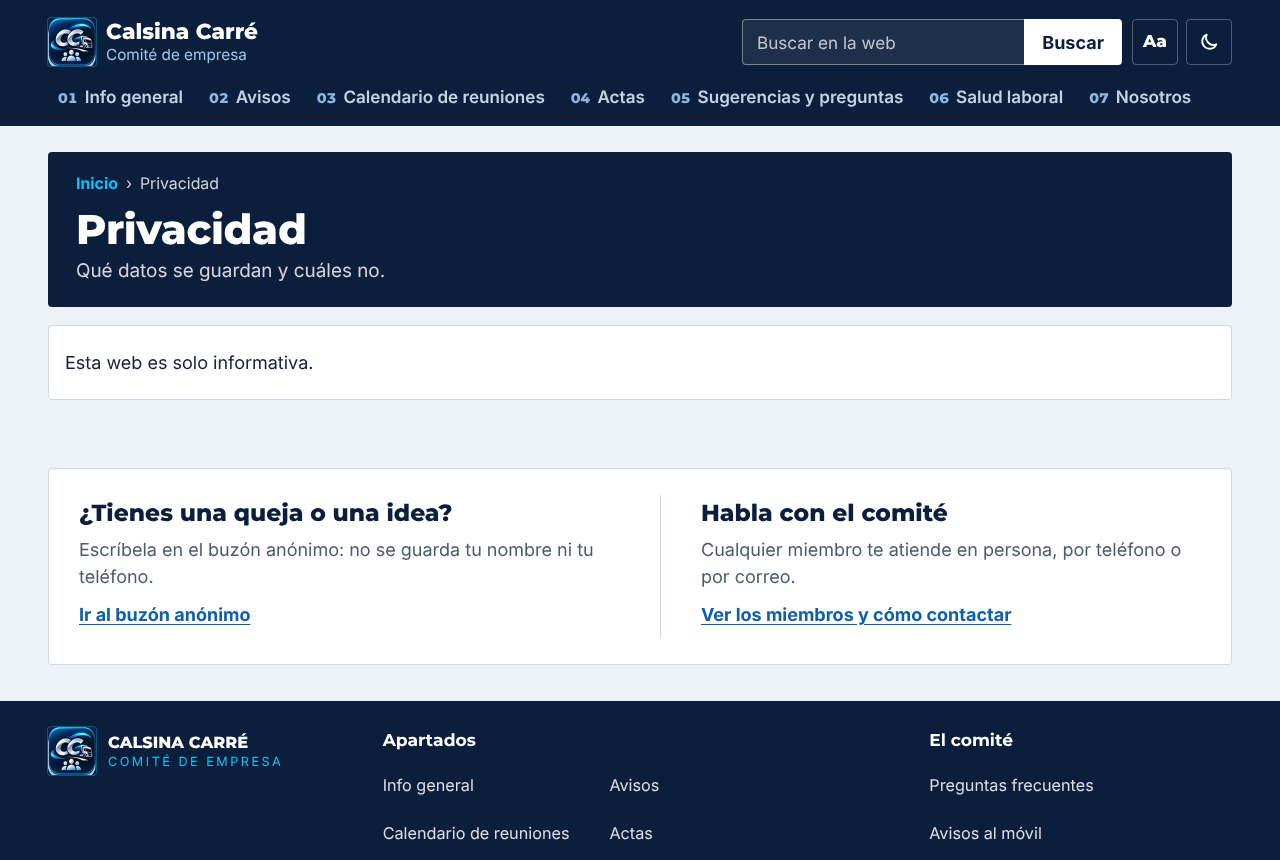 CC
Calsina Carré
Comité de empresa
Buscar en la web
Buscar
Aa
01 Info general
02 Avisos
03 Calendario de reuniones
04 Actas
05 Sugerencias y preguntas
06 Salud laboral
07 Nosotros
Inicio › Privacidad
Privacidad
Qué datos se guardan y cuáles no.
Esta web es solo informativa.
¿Tienes una queja o una idea?
Escríbela en el buzón anónimo: no se guarda tu nombre ni tu
teléfono.
Ir al buzón anónimo
Habla con el comité
Cualquier miembro te atiende en persona, por teléfono o
por correo.
Ver los miembros y cómo contactar
CC
CALSINA CARRÉ
COMITÉ DE EMPRESA
Apartados
Info general
Avisos
Calendario de reuniones
Actas
El comité
Preguntas frecuentes
Avisos al móvil